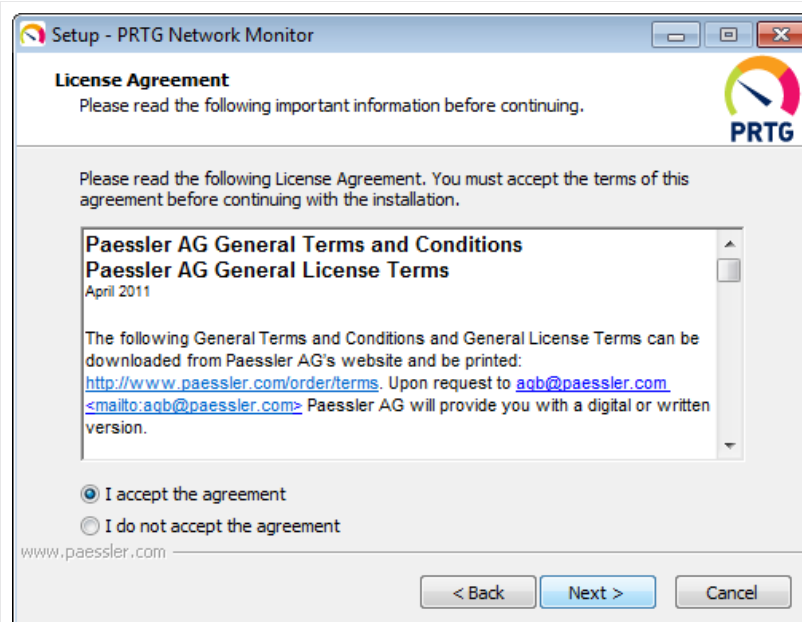 Setup - PRTG Network Monitor
License Agreement
Please read the following important information before continuing.
PRTG
Please read the following License Agreement. You must accept the terms of this
agreement before continuing with the installation.
Paessler AG General Terms and Conditions
Paessler AG General License Terms
April 2011
The following General Terms and Conditions and General License Terms can be
downloaded from Paessler AG's website and be printed:
http://www.paessler.com/order/terms. Upon request to agb@paessler.com
<mailto:agb@paessler.com> Paessler AG will provide you with a digital or written
version.
I accept the agreement
I do not accept the agreement
www.paessler.com
< Back Next > Cancel